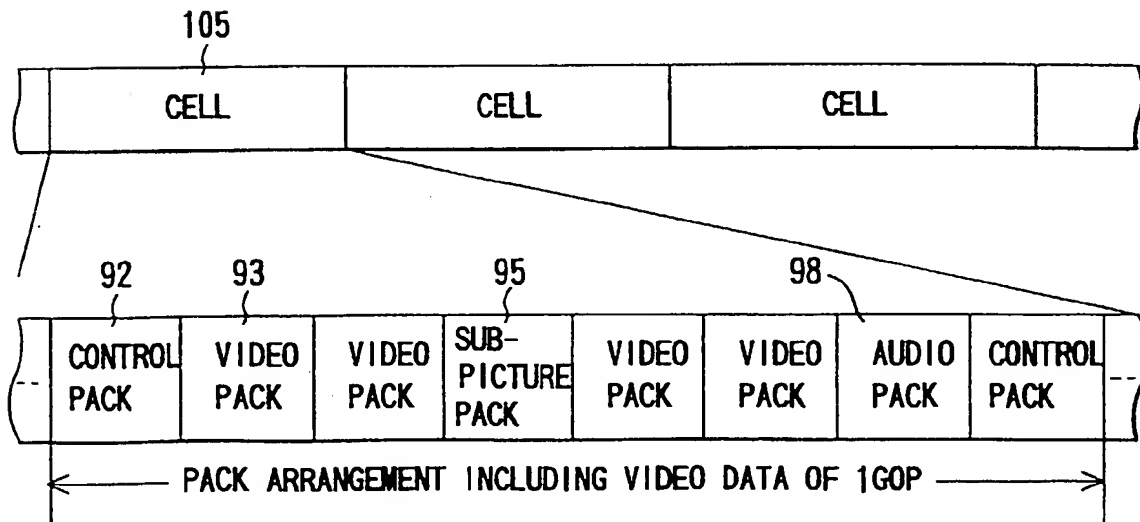 105
CELL CELL CELL
92 93 95 98
CONTROL PACK
VIDEO PACK
VIDEO PACK
SUB-PICTURE PACK
VIDEO PACK
VIDEO PACK
AUDIO PACK
CONTROL PACK
PACK ARRANGEMENT INCLUDING VIDEO DATA OF 1GOP